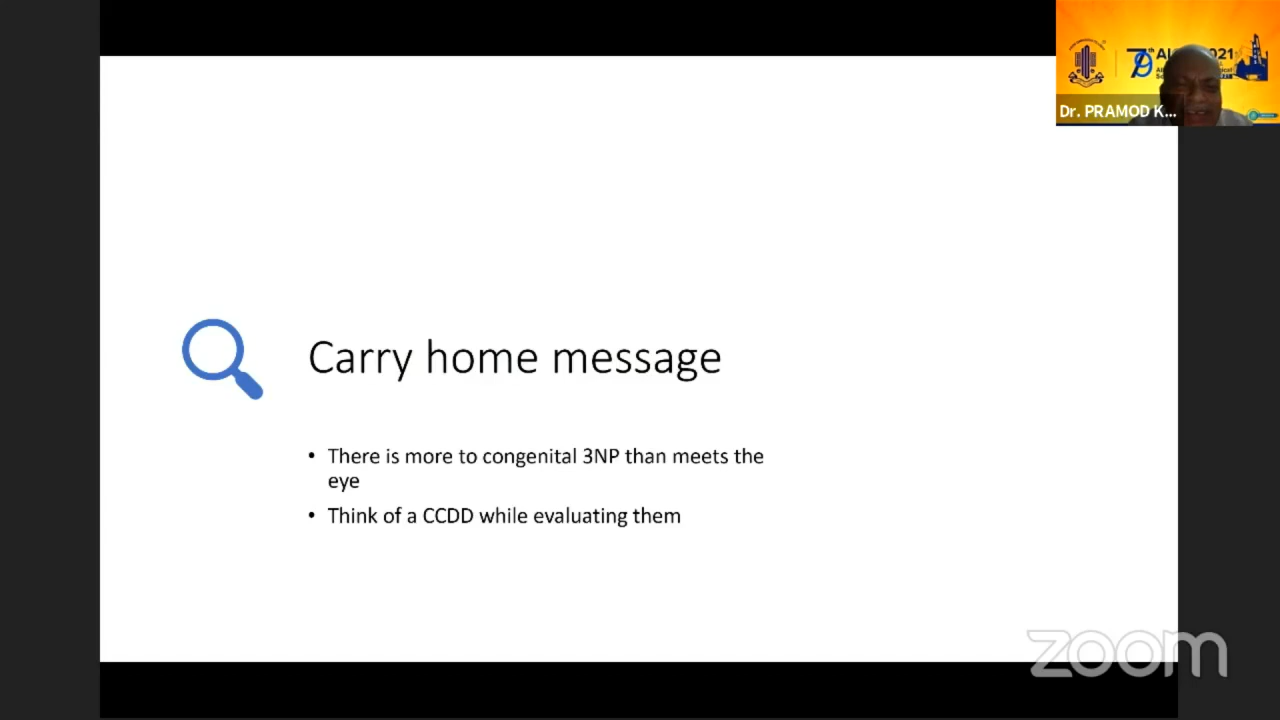 Dr. PRAMOD K...
Carry home message
• There is more to congenital 3NP than meets the
eye
• Think of a CCDD while evaluating them
zoom